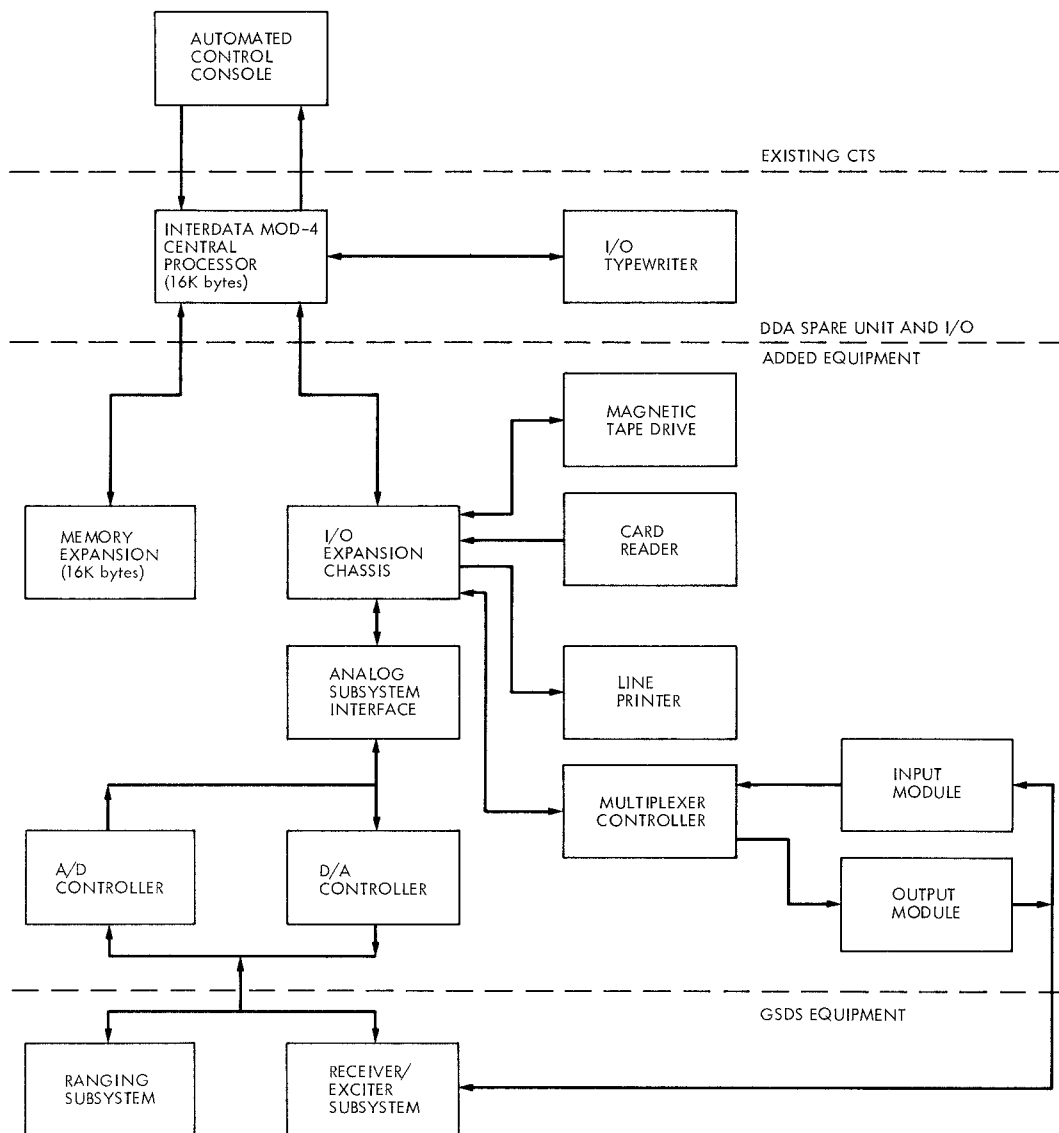 AUTOMATED
CONTROL
CONSOLE
EXISTING CTS
INTERDATA MOD-4
CENTRAL
PROCESSOR
(16K bytes)
I/O
TYPEWRITER
DDA SPARE UNIT AND I/O
ADDED EQUIPMENT
MAGNETIC
TAPE DRIVE
MEMORY
EXPANSION
(16K bytes)
I/O
EXPANSION
CHASSIS
CARD
READER
ANALOG
SUBSYSTEM
INTERFACE
LINE
PRINTER
MULTIPLEXER
CONTROLLER
INPUT
MODULE
A/D
CONTROLLER
D/A
CONTROLLER
OUTPUT
MODULE
GSDS EQUIPMENT
RANGING
SUBSYSTEM
RECEIVER/
EXCITER
SUBSYSTEM